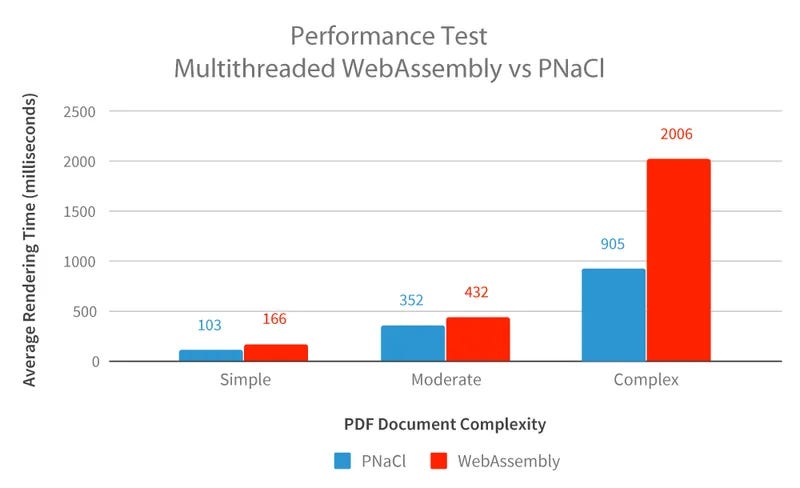 Performance Test
Multithreaded WebAssembly vs PNaCl
Average Rendering Time (milliseconds)
2500
2000
1500
1000
500
0
103
166
352
432
905
2006
Simple
Moderate
Complex
PDF Document Complexity
PNaCl
WebAssembly